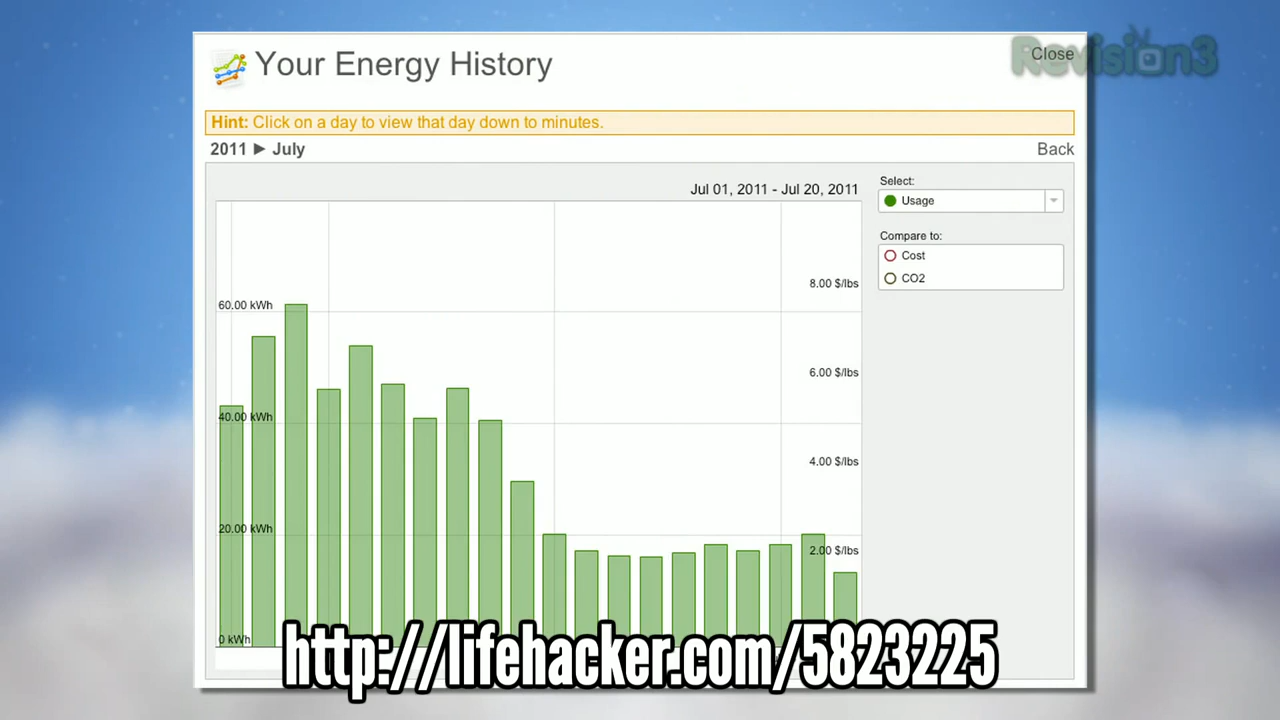 Your Energy History
Close
Revision3
Hint: Click on a day to view that day down to minutes.
2011 ► July
Back
Jul 01, 2011 - Jul 20, 2011
Select:
Usage
Compare to:
Cost
CO2
60.00 kWh
40.00 kWh
20.00 kWh
0 kWh
8.00 $/lbs
6.00 $/lbs
4.00 $/lbs
2.00 $/lbs
http:///lifehacker.com/5823225